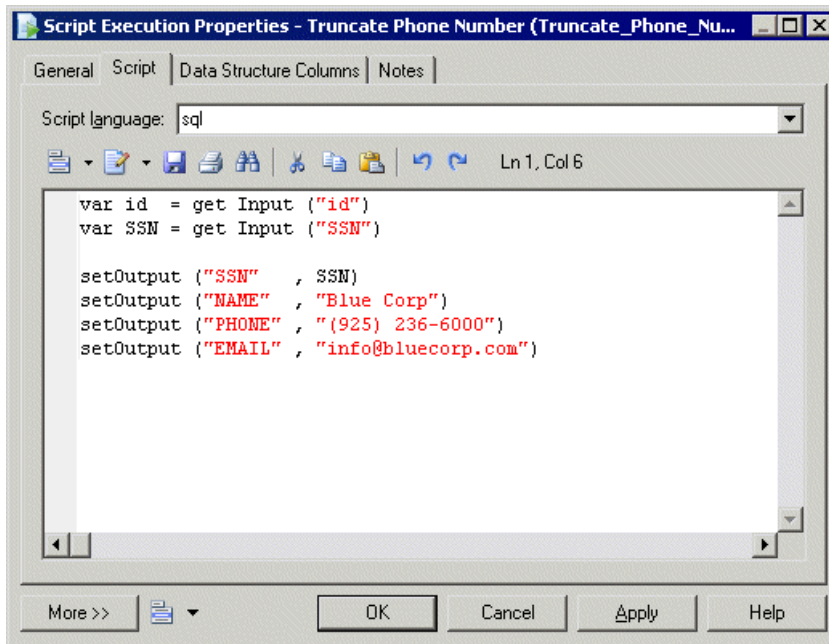 Script Execution Properties - Truncate Phone Number (Truncate_Phone_Nu...
General Script Data Structure Columns Notes
Script language: sql
Ln 1, Col 6
var id  = get Input ("id")
var SSN = get Input ("SSN")
setOutput ("SSN"   , SSN)
setOutput ("NAME"  , "Blue Corp")
setOutput ("PHONE" , "(925) 236-6000")
setOutput ("EMAIL" , "info@bluecorp.com")
More >> OK Cancel Apply Help